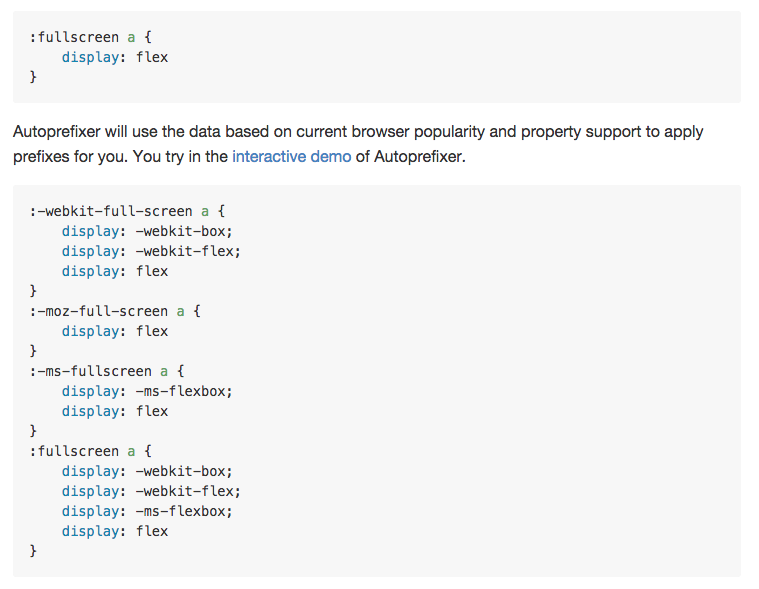 :fullscreen a {
    display: flex
}
Autoprefixer will use the data based on current browser popularity and property support to apply
prefixes for you. You try in the interactive demo of Autoprefixer.
:-webkit-full-screen a {
    display: -webkit-box;
    display: -webkit-flex;
    display: flex
}
:-moz-full-screen a {
    display: flex
}
:-ms-fullscreen a {
    display: -ms-flexbox;
    display: flex
}
:fullscreen a {
    display: -webkit-box;
    display: -webkit-flex;
    display: -ms-flexbox;
    display: flex
}